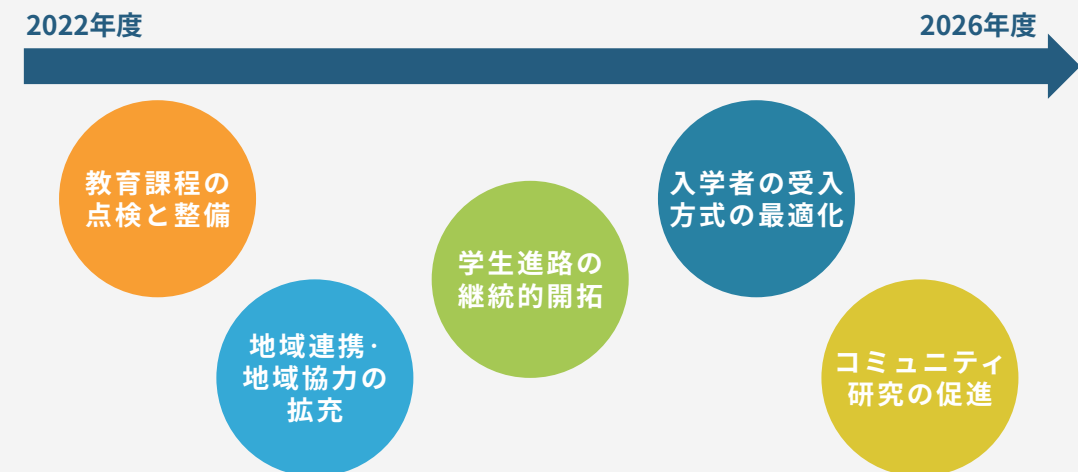 2022年度
2026年度
教育課程の
点検と整備
地域連携・
地域協力の
拡充
学生進路の
継続的開拓
入学者の受入
方式の最適化
コミュニティ
研究の促進